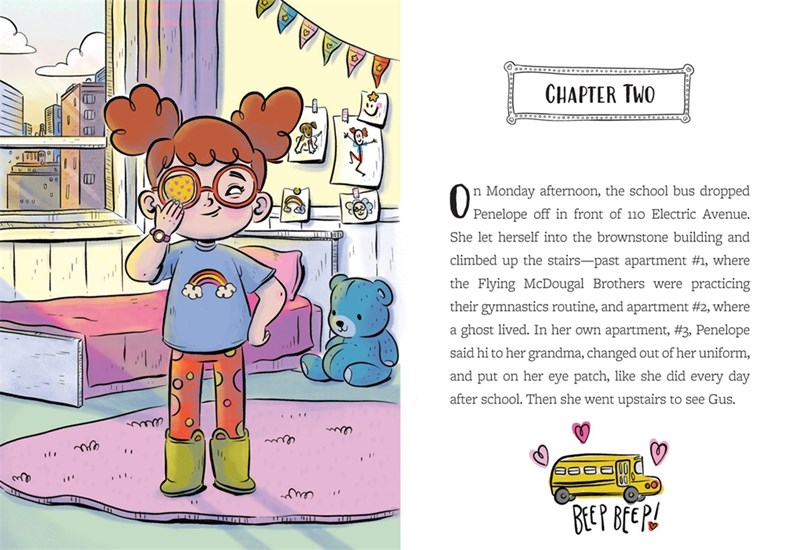 CHAPTER TWO
On Monday afternoon, the school bus dropped
Penelope off in front of 110 Electric Avenue.
She let herself into the brownstone building and
climbed up the stairs—past apartment #1, where
the Flying McDougal Brothers were practicing
their gymnastics routine, and apartment #2, where
a ghost lived. In her own apartment, #3, Penelope
said hi to her grandma, changed out of her uniform,
and put on her eye patch, like she did every day
after school. Then she went upstairs to see Gus.
BEEP BEEP!